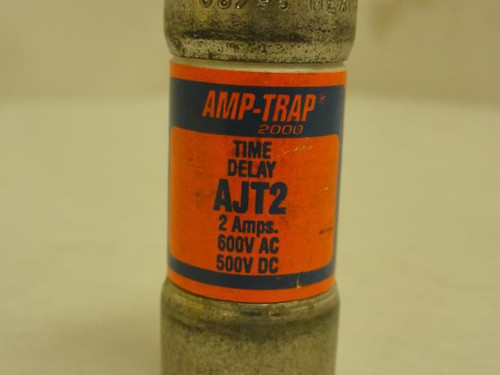 AMP-TRAP®
2000
TIME
DELAY
AJT2
2 Amps.
600V AC
500V DC